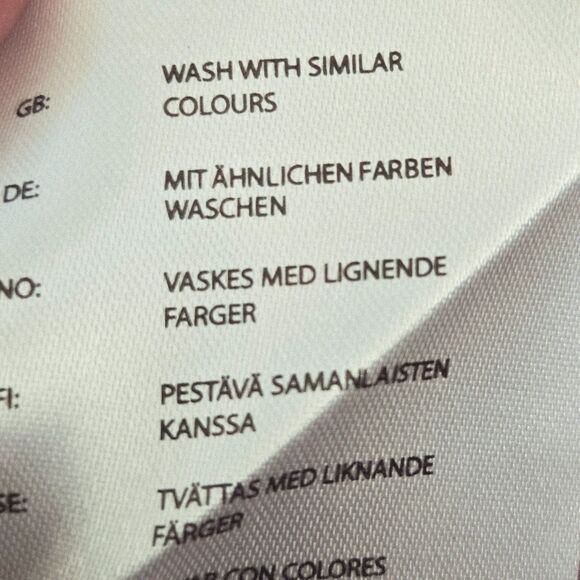 GB: WASH WITH SIMILAR
COLOURS
DE: MIT ÄHNLICHEN FARBEN
WASCHEN
NO: VASKES MED LIGNENDE
FARGER
FI: PESTÄVÄ SAMANLAISTEN
KANSSA
SE: TVÄTTAS MED LIKNANDE
FÄRGER
CON COLORES